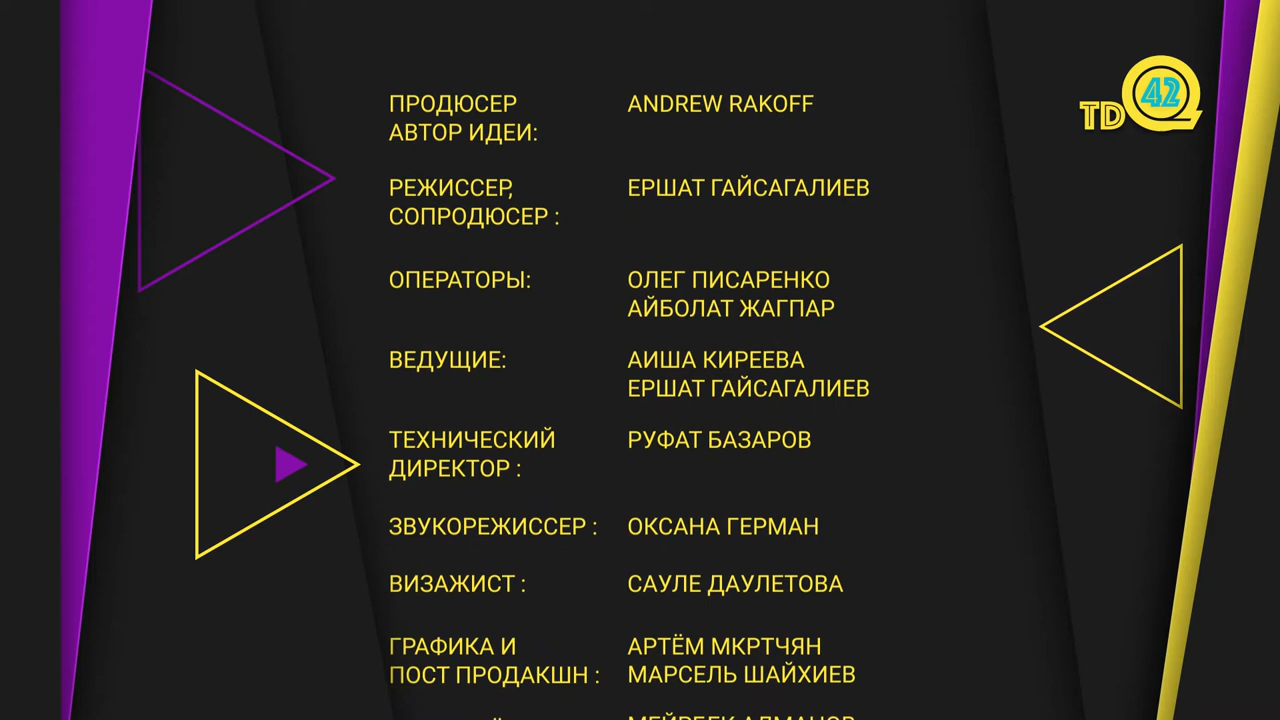 ПРОДЮСЕР ANDREW RAKOFF
АВТОР ИДЕИ:
РЕЖИССЕР, ЕРШАТ ГАЙСАГАЛИЕВ
СОПРОДЮСЕР :
ОПЕРАТОРЫ: ОЛЕГ ПИСАРЕНКО
АЙБОЛАТ ЖАГПАР
ВЕДУЩИЕ: АИША КИРЕЕВА
ЕРШАТ ГАЙСАГАЛИЕВ
ТЕХНИЧЕСКИЙ РУФАТ БАЗАРОВ
ДИРЕКТОР :
ЗВУКОРЕЖИССЕР : ОКСАНА ГЕРМАН
ВИЗАЖИСТ : САУЛЕ ДАУЛЕТОВА
ГРАФИКА И АРТЁМ МКРТЧЯН
ПОСТ ПРОДАКШН : МАРСЕЛЬ ШАЙХИЕВ
TDQ 42